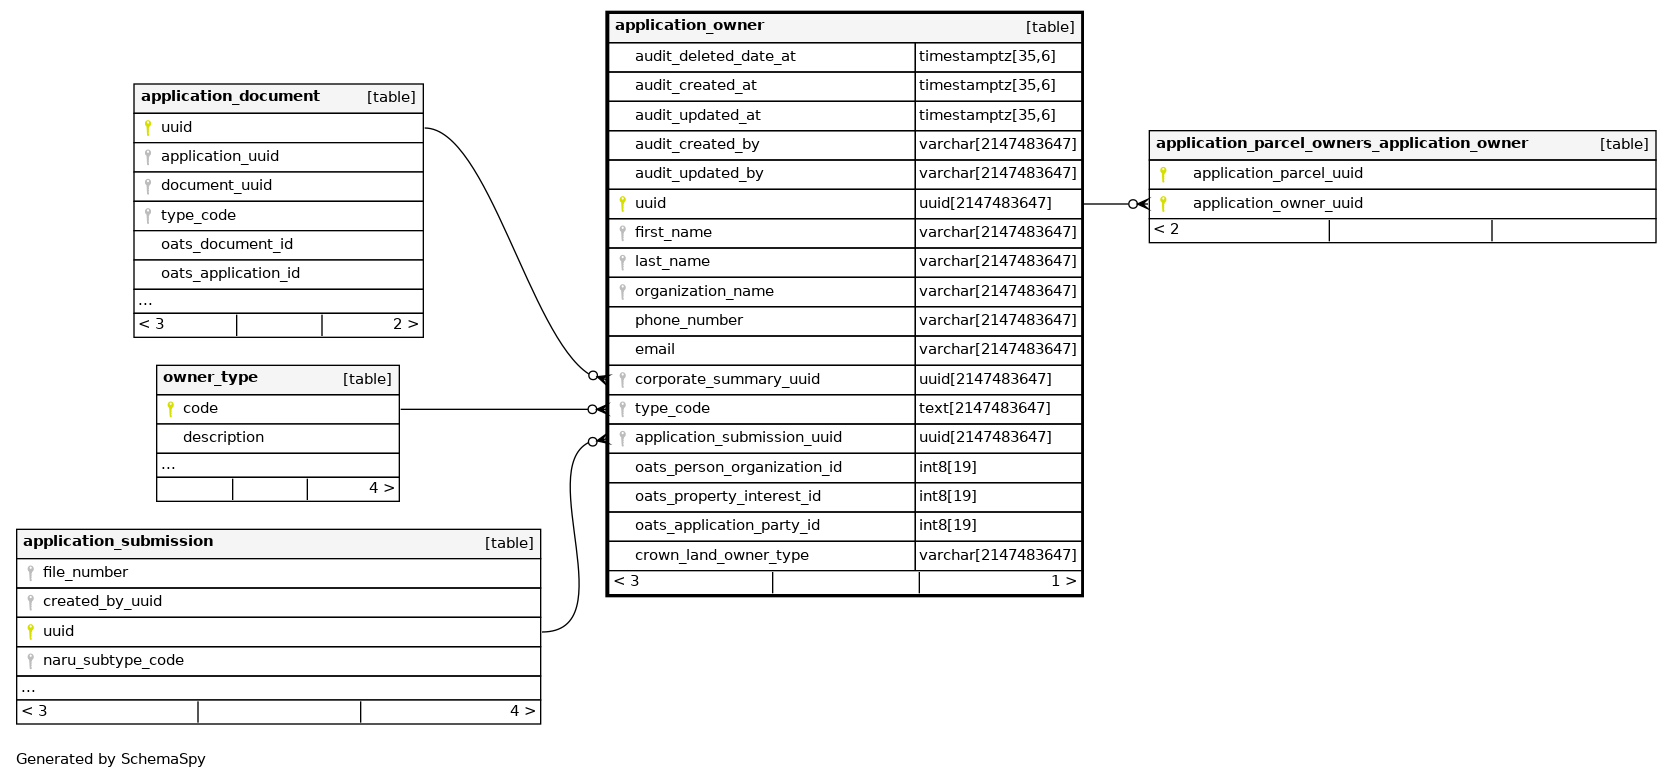 application_document [table]
uuid
application_uuid
document_uuid
type_code
oats_document_id
oats_application_id
...
< 3 2 >
owner_type [table]
code
description
...
4 >
application_submission [table]
file_number
created_by_uuid
uuid
naru_subtype_code
...
< 3 4 >
application_owner [table]
audit_deleted_date_at timestamptz[35,6]
audit_created_at timestamptz[35,6]
audit_updated_at timestamptz[35,6]
audit_created_by varchar[2147483647]
audit_updated_by varchar[2147483647]
uuid uuid[2147483647]
first_name varchar[2147483647]
last_name varchar[2147483647]
organization_name varchar[2147483647]
phone_number varchar[2147483647]
email varchar[2147483647]
corporate_summary_uuid uuid[2147483647]
type_code text[2147483647]
application_submission_uuid uuid[2147483647]
oats_person_organization_id int8[19]
oats_property_interest_id int8[19]
oats_application_party_id int8[19]
crown_land_owner_type varchar[2147483647]
< 3 1 >
application_parcel_owners_application_owner [table]
application_parcel_uuid
application_owner_uuid
< 2
Generated by SchemaSpy